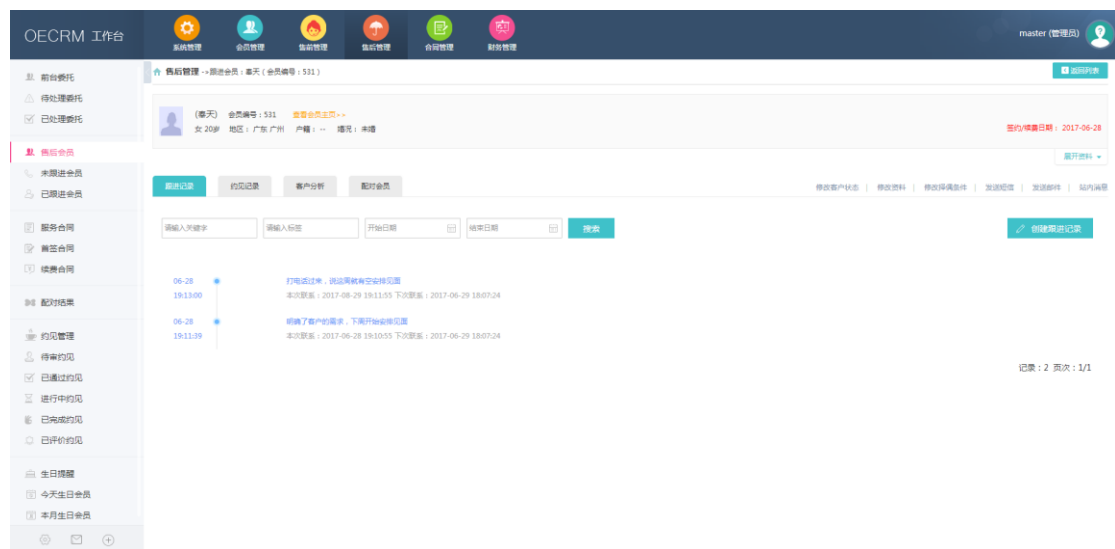 OECRM 工作台
系统管理
会员管理
售前管理
售后管理
合同管理
财务管理
master (管理员)
前台委托
待处理委托
已处理委托
售后会员
未跟进会员
已跟进会员
服务合同
首签合同
续费合同
配对结果
约见管理
待审约见
已通过约见
进行中约见
已完成约见
已评价约见
生日提醒
今天生日会员
本月生日会员
售后管理 ->跟进会员：奉天 ( 会员编号：531 )
返回列表
(奉天) 会员编号：531 查看会员主页>>
女 20岁 地区： 广东 广州 户籍： -- 婚况： 未婚
签约/续费日期： 2017-06-28
展开资料
跟进记录 约见记录 客户分析 配对会员
修改客户状态 | 修改资料 | 修改择偶条件 | 发送短信 | 发送邮件 | 站内消息
请输入关键字 请输入标签 开始日期 结束日期 搜索
创建跟进记录
06-28 打电话过来，说这周就有空安排见面
19:13:00 本次联系：2017-08-29 19:11:55 下次联系：2017-06-29 18:07:24
06-28 明确了客户的需求，下周开始安排见面
19:11:39 本次联系：2017-06-28 19:10:55 下次联系：2017-06-29 18:07:24
记录：2 页次：1/1